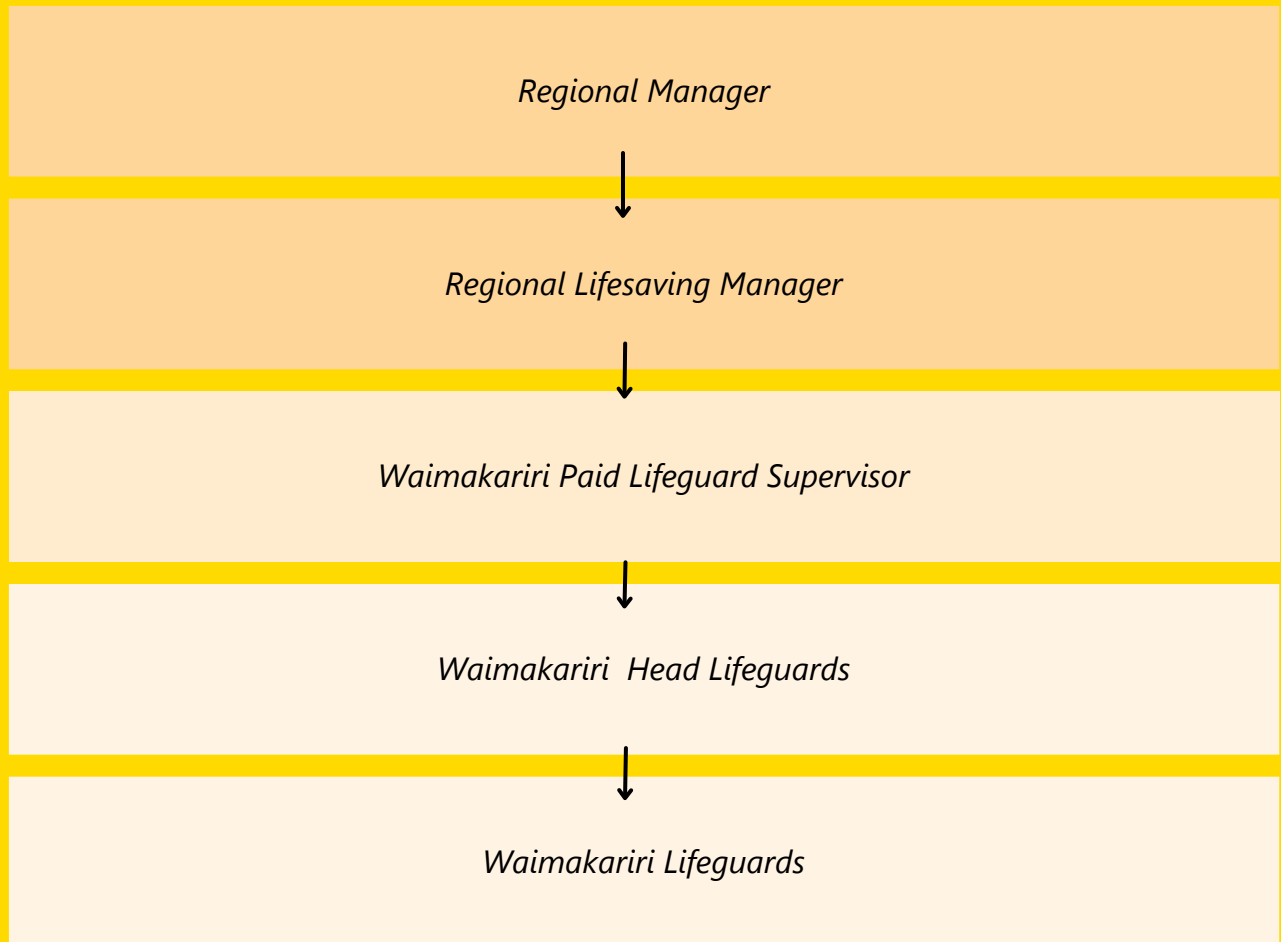 Regional Manager
Regional Lifesaving Manager
Waimakariri Paid Lifeguard Supervisor
Waimakariri  Head Lifeguards
Waimakariri Lifeguards